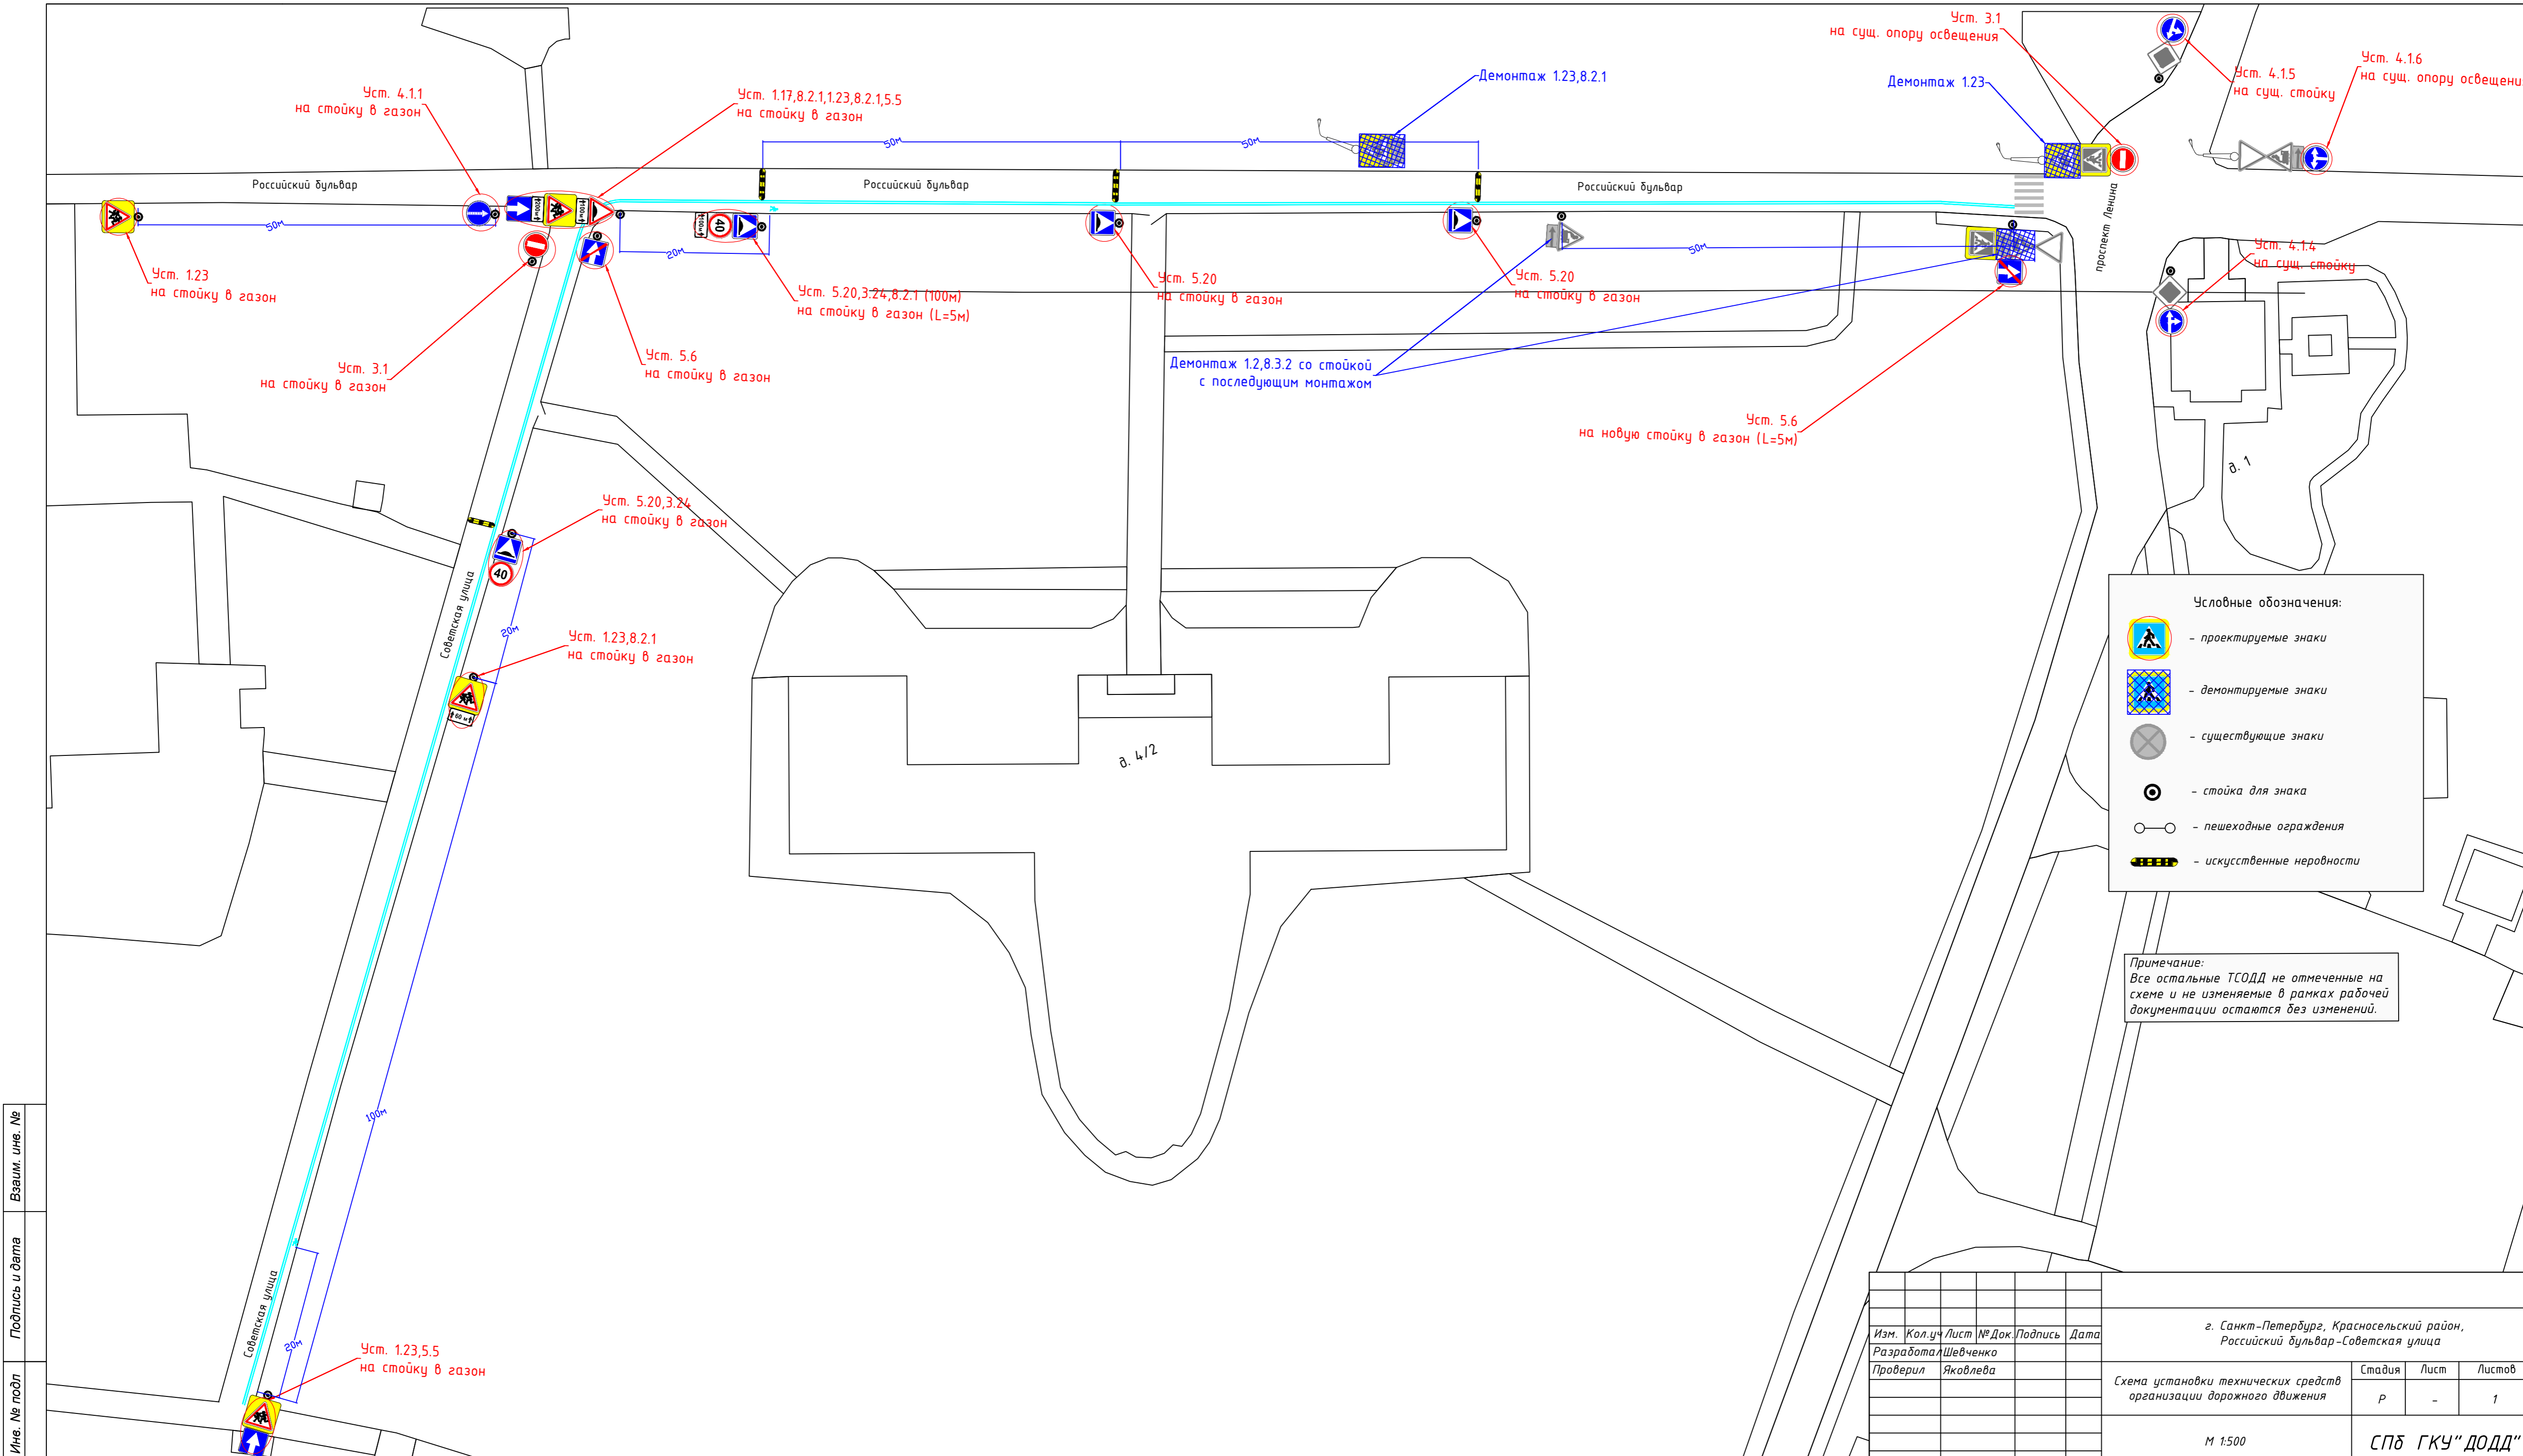 Уст. 4.1.1
на стойку в газон
Уст. 1.17,8.2.1,1.23,8.2.1,5.5
на стойку в газон
Демонтаж 1.23,8.2.1
Уст. 3.1
на сущ. опору освещения
Демонтаж 1.23
Уст. 4.1.5
на сущ. стойку
Уст. 4.1.6
на сущ. опору освещени
50м
50м
Российский бульвар
Российский бульвар
Российский бульвар
проспект Ленина
50м
100м
40
20м
50м
Уст. 1.23
на стойку в газон
Уст. 5.20,3.24,8.2.1 (100м)
на стойку в газон (L=5м)
Уст. 5.20
на стойку в газон
Уст. 5.20
на стойку в газон
Уст. 4.1.4
на сущ. стойку
Уст. 3.1
на стойку в газон
Уст. 5.6
на стойку в газон
Демонтаж 1.2,8.3.2 со стойкой
с последующим монтажом
Уст. 5.6
на новую стойку в газон (L=5м)
д. 1
Уст. 5.20,3.24
на стойку в газон
40
Советская улица
20м
Уст. 1.23,8.2.1
на стойку в газон
60 м
д. 4/2
Условные обозначения:
- проектируемые знаки
- демонтируемые знаки
- существующие знаки
- стойка для знака
- пешеходные ограждения
- искусственные неровности
Примечание:
Все остальные ТСОДД не отмеченные на
схеме и не изменяемые в рамках рабочей
документации остаются без изменений.
100м
Советская улица
20м
Уст. 1.23,5.5
на стойку в газон
Взаим. инв. №
Подпись и дата
Инв. № подл
Изм. Кол.уч Лист № Док. Подпись Дата
Разработал Шевченко
Проверил Яковлева
г. Санкт-Петербург, Красносельский район,
Российский бульвар-Советская улица
Схема установки технических средств
организации дорожного движения
Стадия Лист Листов
Р - 1
М 1:500
СПб ГКУ"ДОДД"